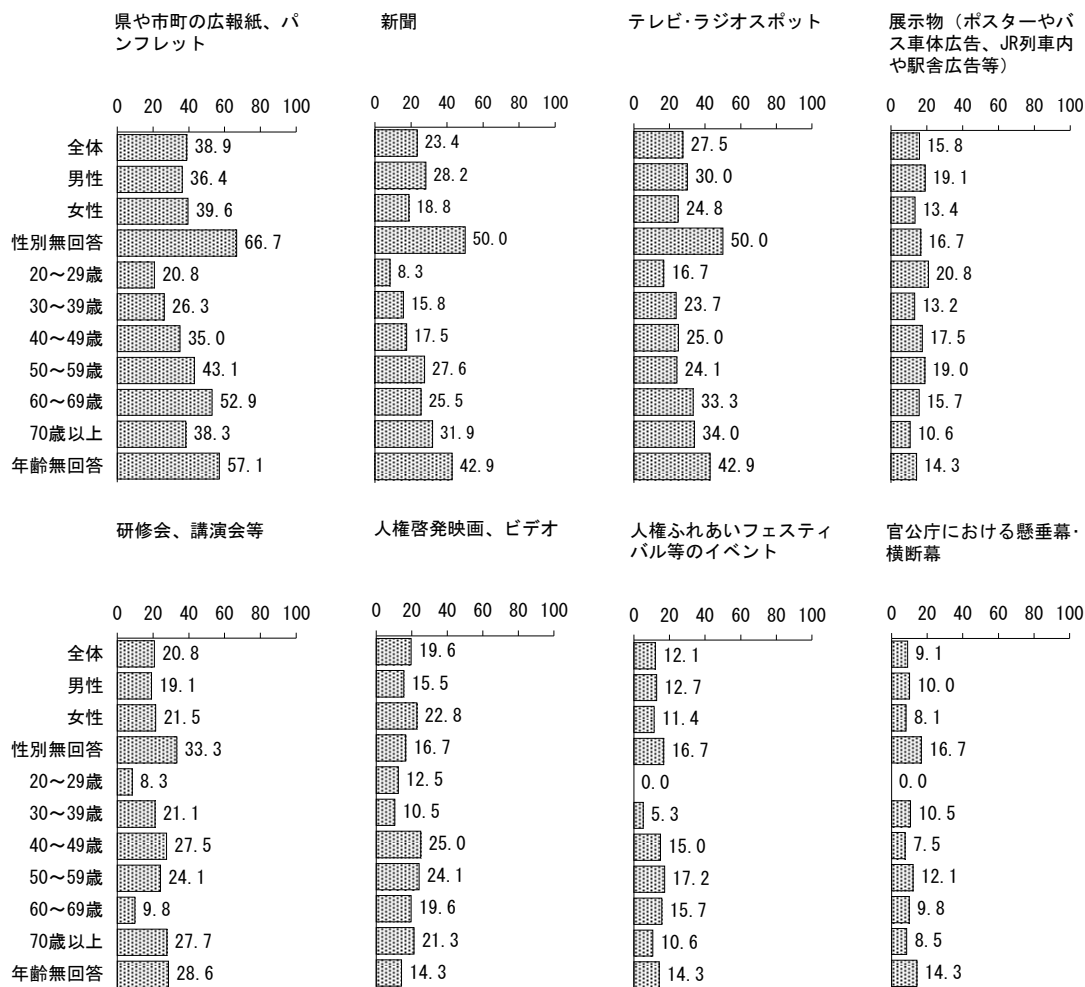 県や市町の広報紙、パ
ンフレット
新聞
テレビ・ラジオスポット
展示物（ポスターやバ
ス車体広告、JR列車内
や駅舎広告等）
0 20 40 60 80 100 0 20 40 60 80 100 0 20 40 60 80 100 0 20 40 60 80 100
全体 38.9 23.4 27.5 15.8
男性 36.4 28.2 30.0 19.1
女性 39.6 18.8 24.8 13.4
性別無回答 66.7 50.0 50.0 16.7
20～29歳 20.8 8.3 16.7 20.8
30～39歳 26.3 15.8 23.7 13.2
40～49歳 35.0 17.5 25.0 17.5
50～59歳 43.1 27.6 24.1 19.0
60～69歳 52.9 25.5 33.3 15.7
70歳以上 38.3 31.9 34.0 10.6
年齢無回答 57.1 42.9 42.9 14.3
研修会、講演会等
人権啓発映画、ビデオ
人権ふれあいフェスティ
バル等のイベント
官公庁における懸垂幕・
横断幕
0 20 40 60 80 100 0 20 40 60 80 100 0 20 40 60 80 100 0 20 40 60 80 100
全体 20.8 19.6 12.1 9.1
男性 19.1 15.5 12.7 10.0
女性 21.5 22.8 11.4 8.1
性別無回答 33.3 16.7 16.7 16.7
20～29歳 8.3 12.5 0.0 0.0
30～39歳 21.1 10.5 5.3 10.5
40～49歳 27.5 25.0 15.0 7.5
50～59歳 24.1 24.1 17.2 12.1
60～69歳 9.8 19.6 15.7 9.8
70歳以上 27.7 21.3 10.6 8.5
年齢無回答 28.6 14.3 14.3 14.3